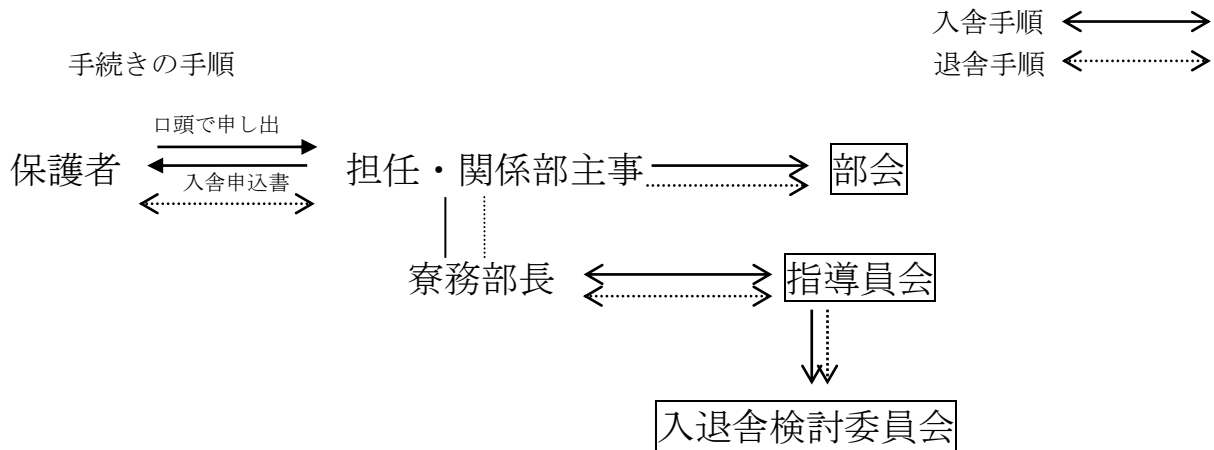 入舎手順
手続きの手順
退舎手順
口頭で申し出
保護者
担任・関係部主事
部会
入舎申込書
寮務部長
指導員会
入退舎検討委員会